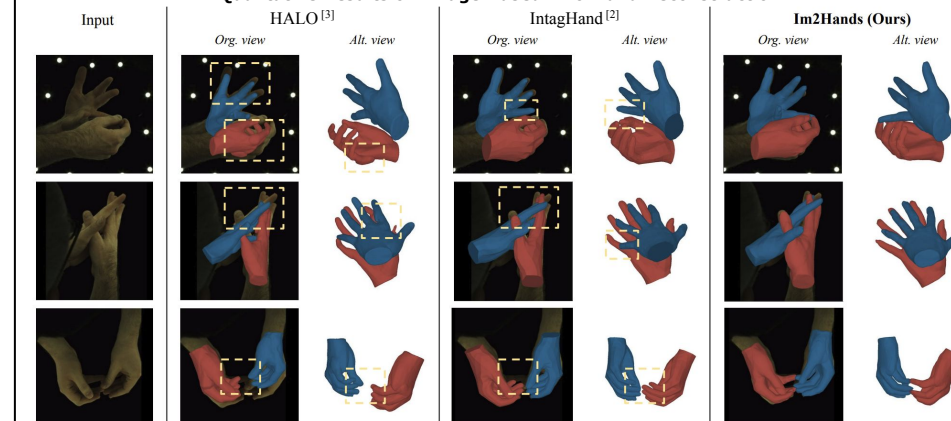 Input
HALO [3]
IntagHand [2]
Im2Hands (Ours)
Org. view
Alt. view
Org. view
Alt. view
Org. view
Alt. view